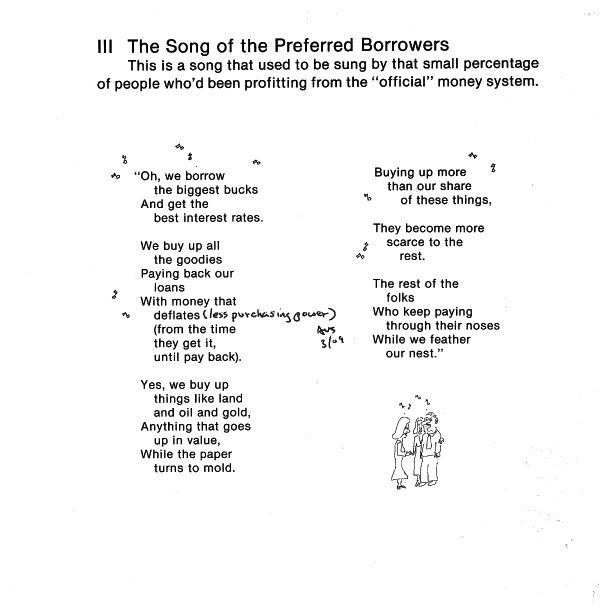 III The Song of the Preferred Borrowers
This is a song that used to be sung by that small percentage
of people who'd been profitting from the “official” money system.
“Oh, we borrow
the biggest bucks
And get the
best interest rates.
We buy up all
the goodies
Paying back our
loans
With money that
deflates (less purchasing power)
(from the time
they get it,
until pay back).
Yes, we buy up
things like land
and oil and gold,
Anything that goes
up in value,
While the paper
turns to mold.
Buying up more
than our share
of these things,
They become more
scarce to the
rest.
The rest of the
folks
Who keep paying
through their noses
While we feather
our nest.”